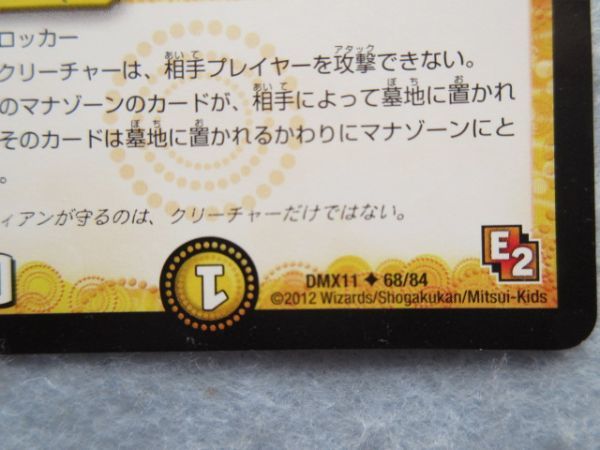 ロッカー
クリーチャーは、相手プレイヤーを攻撃できない。
のマナゾーンのカードが、相手によって墓地に置かれ
そのカードは墓地に置かれるかわりにマナゾーンにと
。
ィアンが守るのは、クリーチャーだけではない。
1
DMX11 ◆ 68/84
©2012 Wizards/Shogakukan/Mitsui-Kids
E2